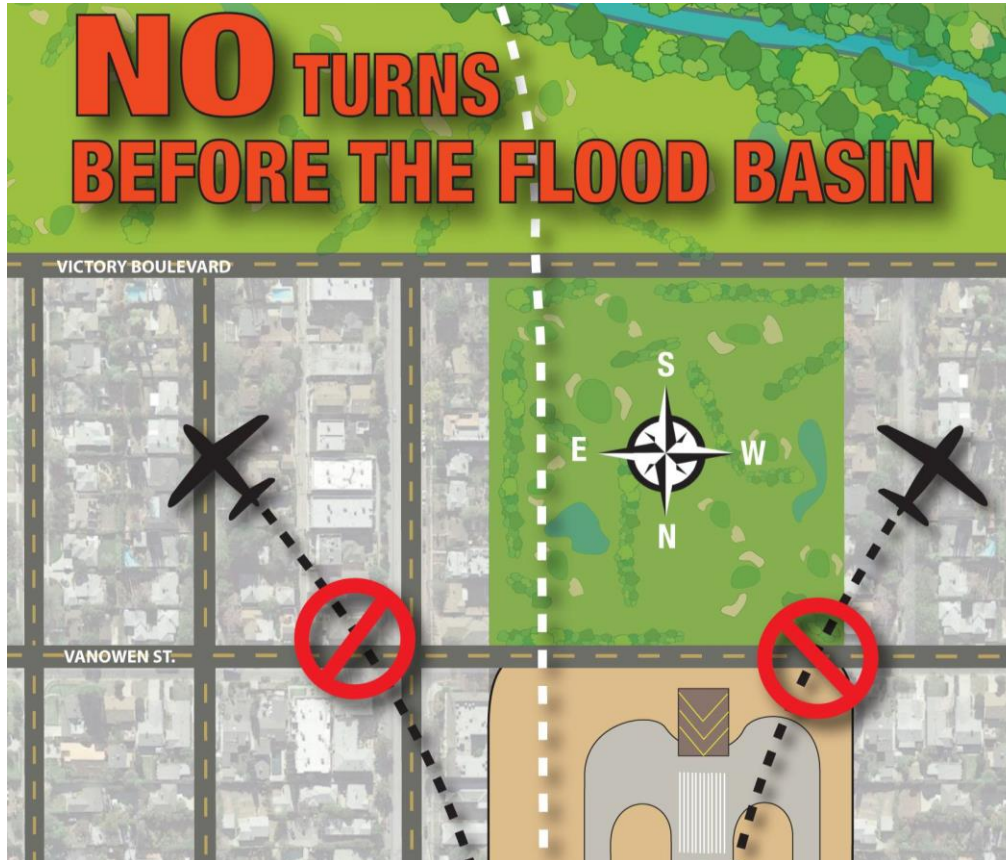 NO TURNS
BEFORE THE FLOOD BASIN
VICTORY BOULEVARD
S
E W
N
VANOWEN ST.